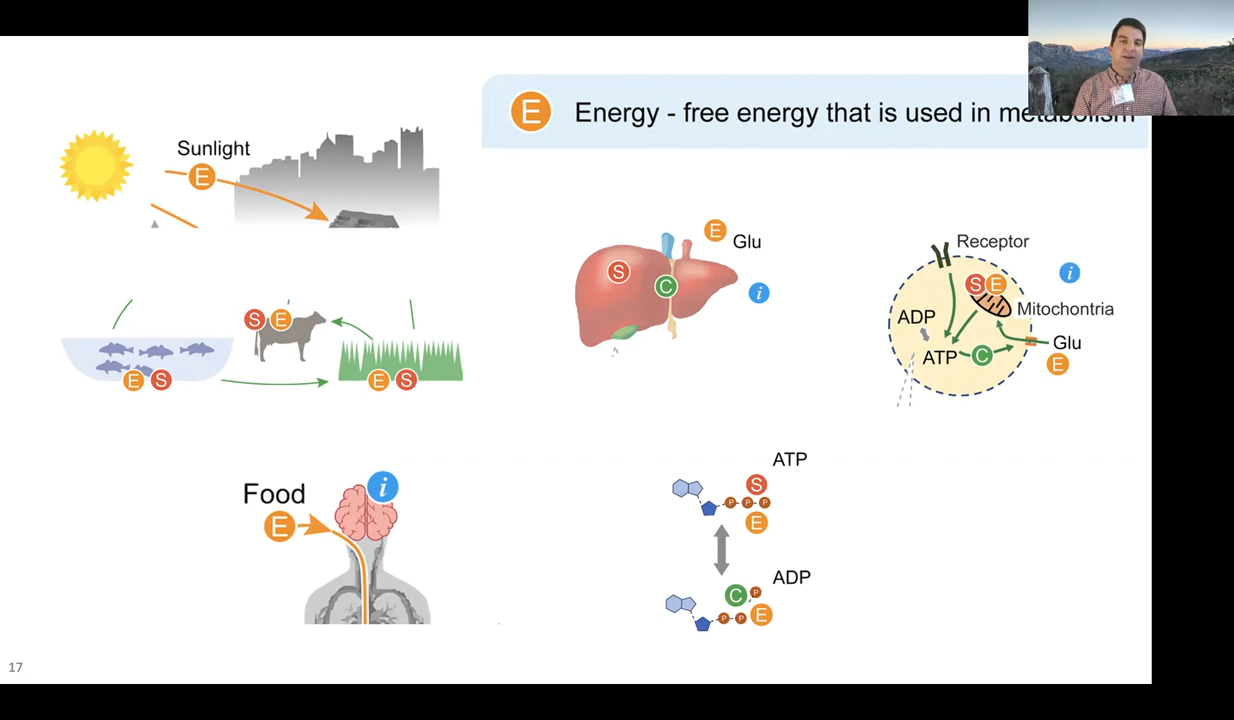 E Energy - free energy that is used in metabolism
Sunlight
E
E Glu
S
C
i
Receptor
i
S E
Mitochontria
ADP
ATP C
Glu
E
S E
E S
E S
Food
i
E
ATP
S
P P P
E
ADP
C P
P P E
17